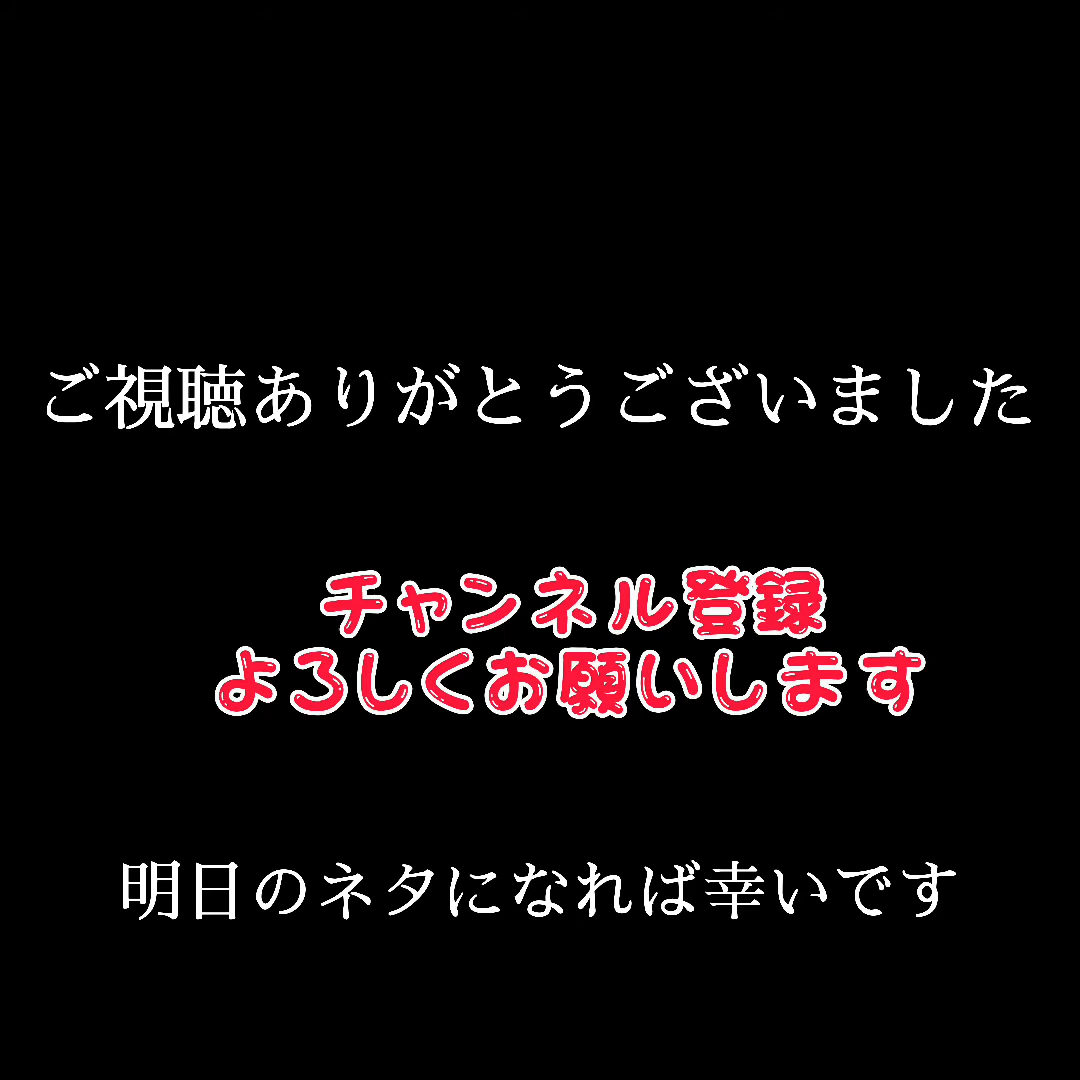 ご視聴ありがとうございました
チャンネル登録
よろしくお願いします
明日のネタになれば幸いです